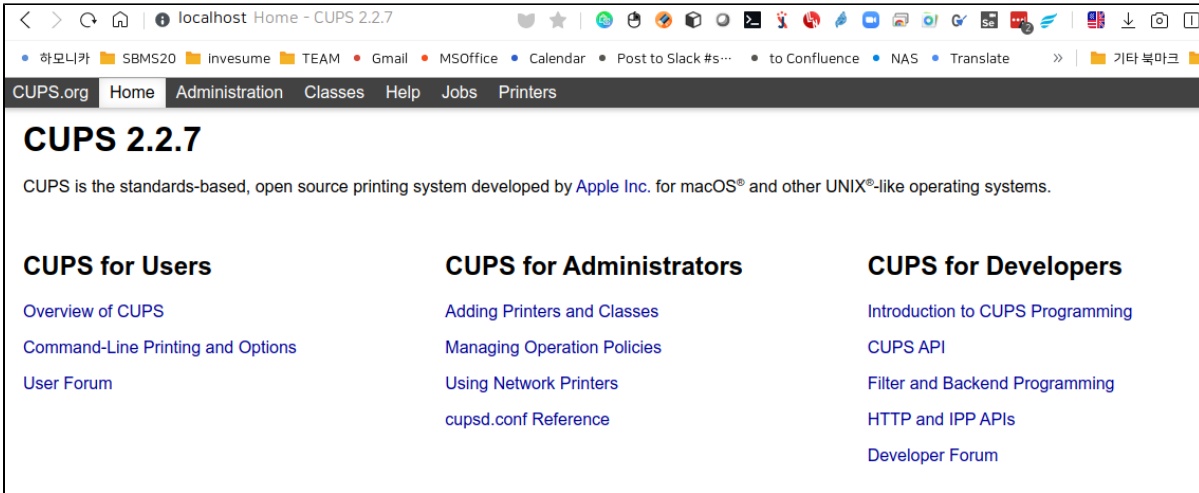 localhost Home - CUPS 2.2.7
하모니카 SBMS20 invesume TEAM Gmail MSOffice Calendar Post to Slack #s… to Confluence NAS Translate » 기타 북마크
CUPS.org Home Administration Classes Help Jobs Printers
CUPS 2.2.7
CUPS is the standards-based, open source printing system developed by Apple Inc. for macOS® and other UNIX®-like operating systems.
CUPS for Users
Overview of CUPS
Command-Line Printing and Options
User Forum
CUPS for Administrators
Adding Printers and Classes
Managing Operation Policies
Using Network Printers
cupsd.conf Reference
CUPS for Developers
Introduction to CUPS Programming
CUPS API
Filter and Backend Programming
HTTP and IPP APIs
Developer Forum